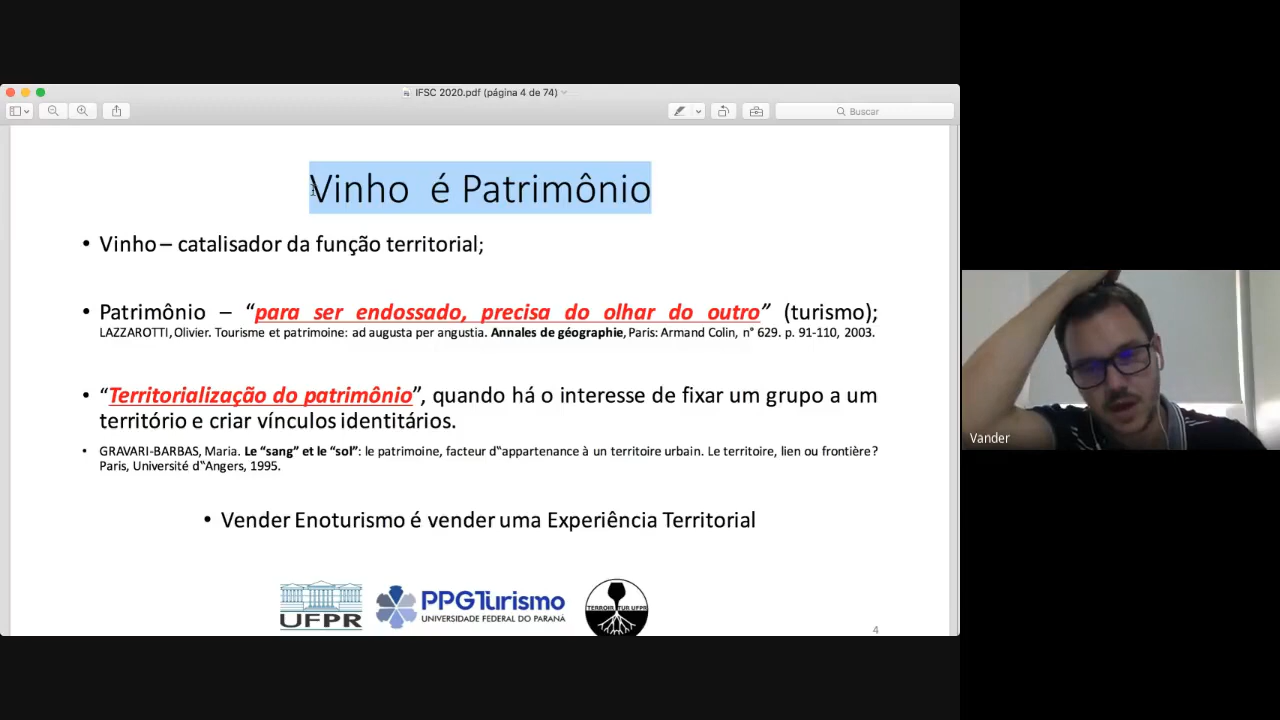 IFSC 2020.pdf (página 4 de 74)
Buscar
Vinho é Patrimônio
• Vinho – catalisador da função territorial;
• Patrimônio – “para ser endossado, precisa do olhar do outro” (turismo);
LAZZAROTTI, Olivier. Tourisme et patrimoine: ad augusta per angustia. Annales de géographie, Paris: Armand Colin, n° 629. p. 91-110, 2003.
• “Territorialização do patrimônio”, quando há o interesse de fixar um grupo a um
território e criar vínculos identitários.
• GRAVARI-BARBAS, Maria. Le “sang” et le “sol”: le patrimoine, facteur d‟appartenance à un territoire urbain. Le territoire, lien ou frontière?
Paris, Université d‟Angers, 1995.
• Vender Enoturismo é vender uma Experiência Territorial
UFPR
PPGTurismo
UNIVERSIDADE FEDERAL DO PARANÁ
TERROIR TUR UFPR
4
Vander